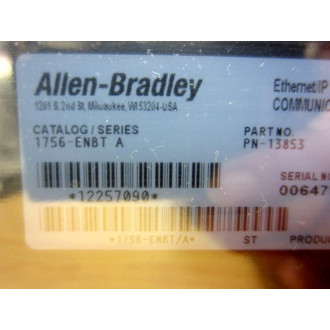 Allen-Bradley
1201 S. 2nd St, Milwaukee, WI 53204-USA
Ethernet/IP
COMMUNIC
CATALOG / SERIES
1756-ENBT A
PART NO.
PN-13853
*12257090*
SERIAL N
00647
*1756-ENBT/A*
ST
PRODU